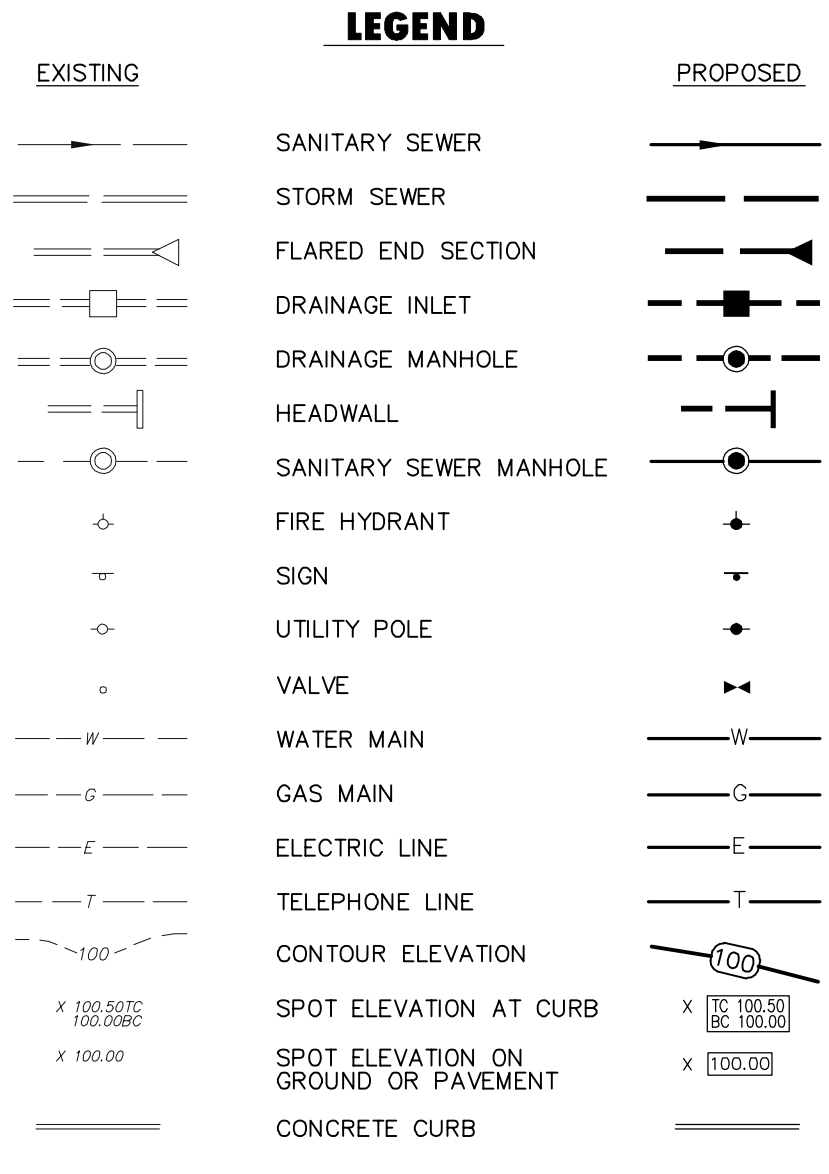 LEGEND
EXISTING PROPOSED
SANITARY SEWER
STORM SEWER
FLARED END SECTION
DRAINAGE INLET
DRAINAGE MANHOLE
HEADWALL
SANITARY SEWER MANHOLE
FIRE HYDRANT
SIGN
UTILITY POLE
VALVE
W WATER MAIN W
G GAS MAIN G
E ELECTRIC LINE E
T TELEPHONE LINE T
100 CONTOUR ELEVATION 100
X 100.50TC SPOT ELEVATION AT CURB X TC 100.50
100.00BC BC 100.00
X 100.00 SPOT ELEVATION ON X 100.00
GROUND OR PAVEMENT
CONCRETE CURB